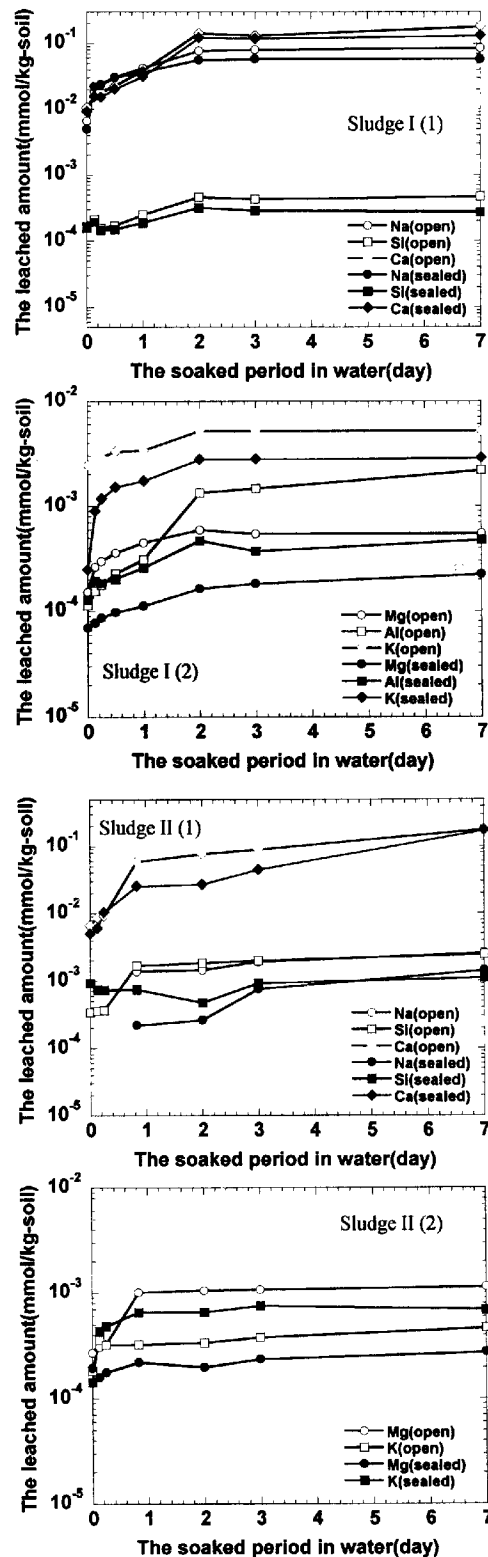 The leached amount(mmol/kg-soil)
10⁻¹
10⁻²
10⁻³
10⁻⁴
10⁻⁵
Sludge I (1)
Na(open)
Si(open)
Ca(open)
Na(sealed)
Si(sealed)
Ca(sealed)
0 1 2 3 4 5 6 7
The soaked period in water(day)
The leached amount(mmol/kg-soil)
10⁻²
10⁻³
10⁻⁴
10⁻⁵
Sludge I (2)
Mg(open)
Al(open)
K(open)
Mg(sealed)
Al(sealed)
K(sealed)
0 1 2 3 4 5 6 7
The soaked period in water(day)
The leached amount(mmol/kg-soil)
10⁻¹
10⁻²
10⁻³
10⁻⁴
10⁻⁵
Sludge II (1)
Na(open)
Si(open)
Ca(open)
Na(sealed)
Si(sealed)
Ca(sealed)
0 1 2 3 4 5 6 7
The soaked period in water(day)
The leached amount(mmol/kg-soil)
10⁻²
10⁻³
10⁻⁴
10⁻⁵
Sludge II (2)
Mg(open)
K(open)
Mg(sealed)
K(sealed)
0 1 2 3 4 5 6 7
The soaked period in water(day)